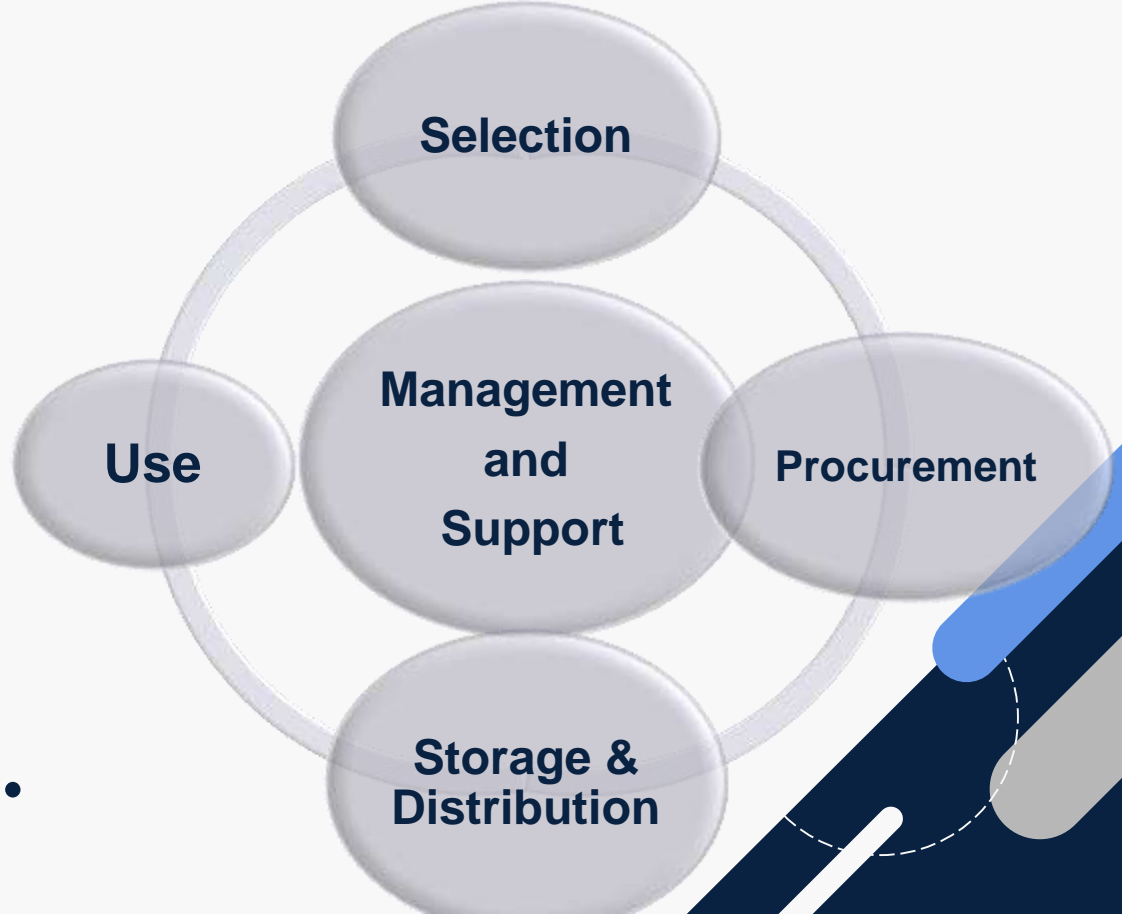 Selection
Management
and
Support
Use
Procurement
Storage &
Distribution